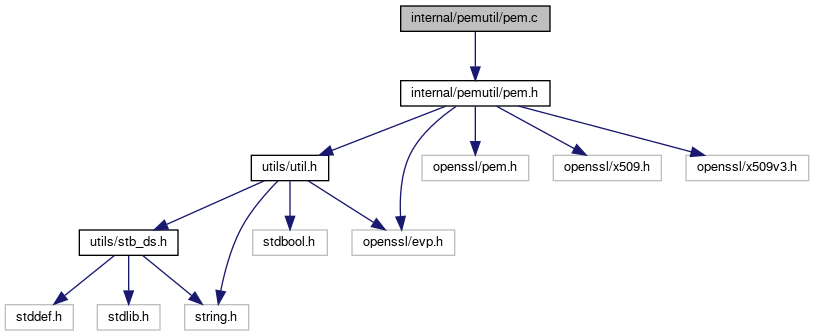 internal/pemutil/pem.c
internal/pemutil/pem.h
utils/util.h
openssl/pem.h
openssl/x509.h
openssl/x509v3.h
utils/stb_ds.h
stdbool.h
openssl/evp.h
stddef.h
stdlib.h
string.h